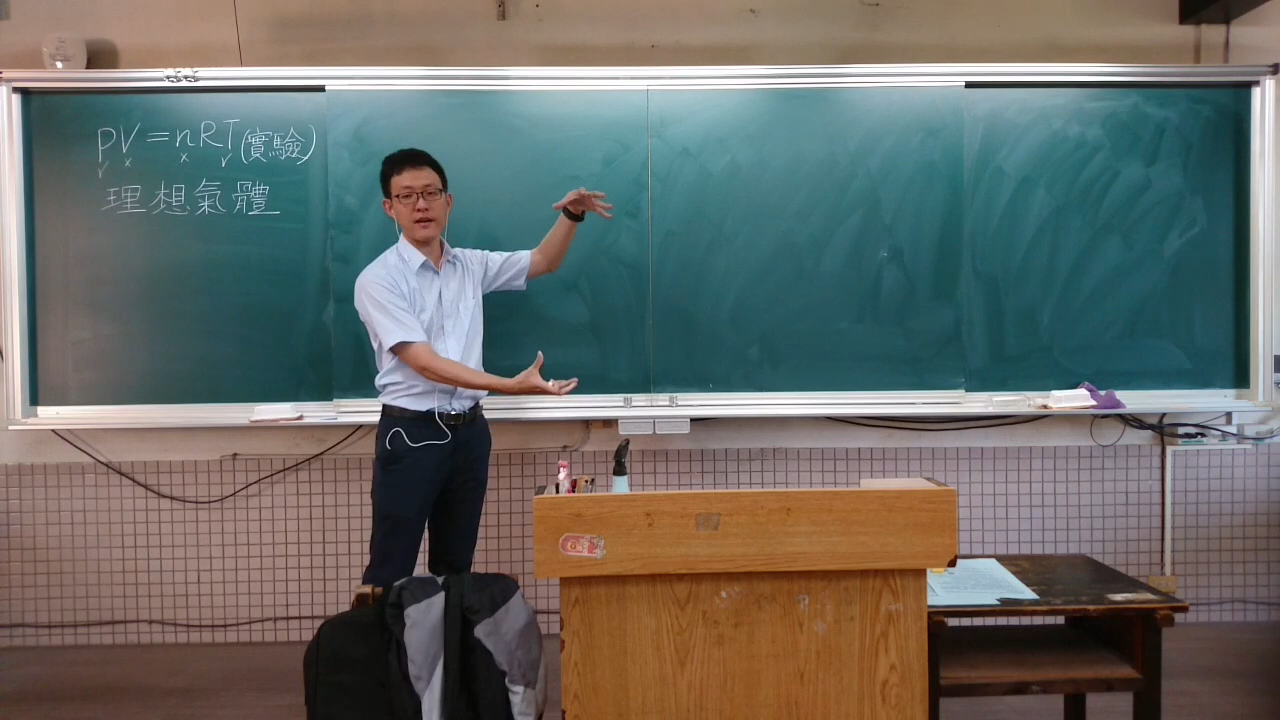 PV=nRT(實驗)
✓ × × ✓
理想氣體